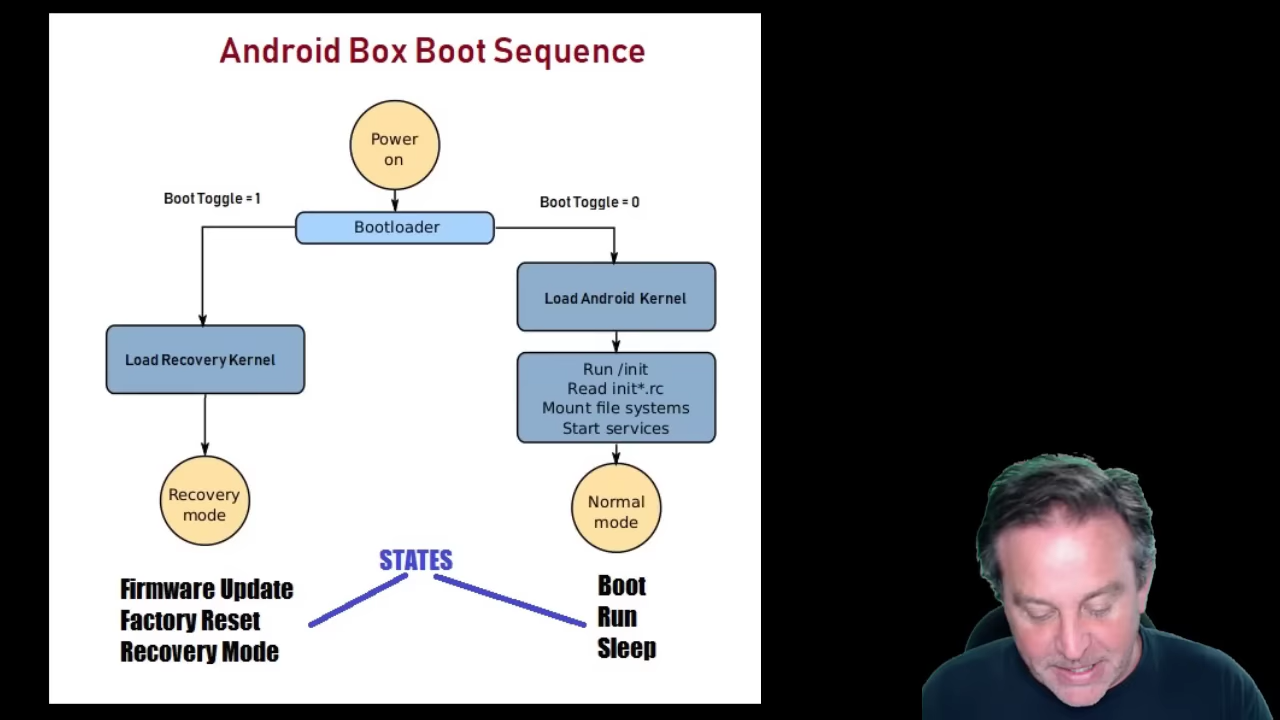 Android Box Boot Sequence
Power
on
Boot Toggle = 1
Boot Toggle = 0
Bootloader
Load Android Kernel
Load Recovery Kernel
Run /init
Read init*.rc
Mount file systems
Start services
Recovery
mode
Normal
mode
STATES
Firmware Update
Factory Reset
Recovery Mode
Boot
Run
Sleep